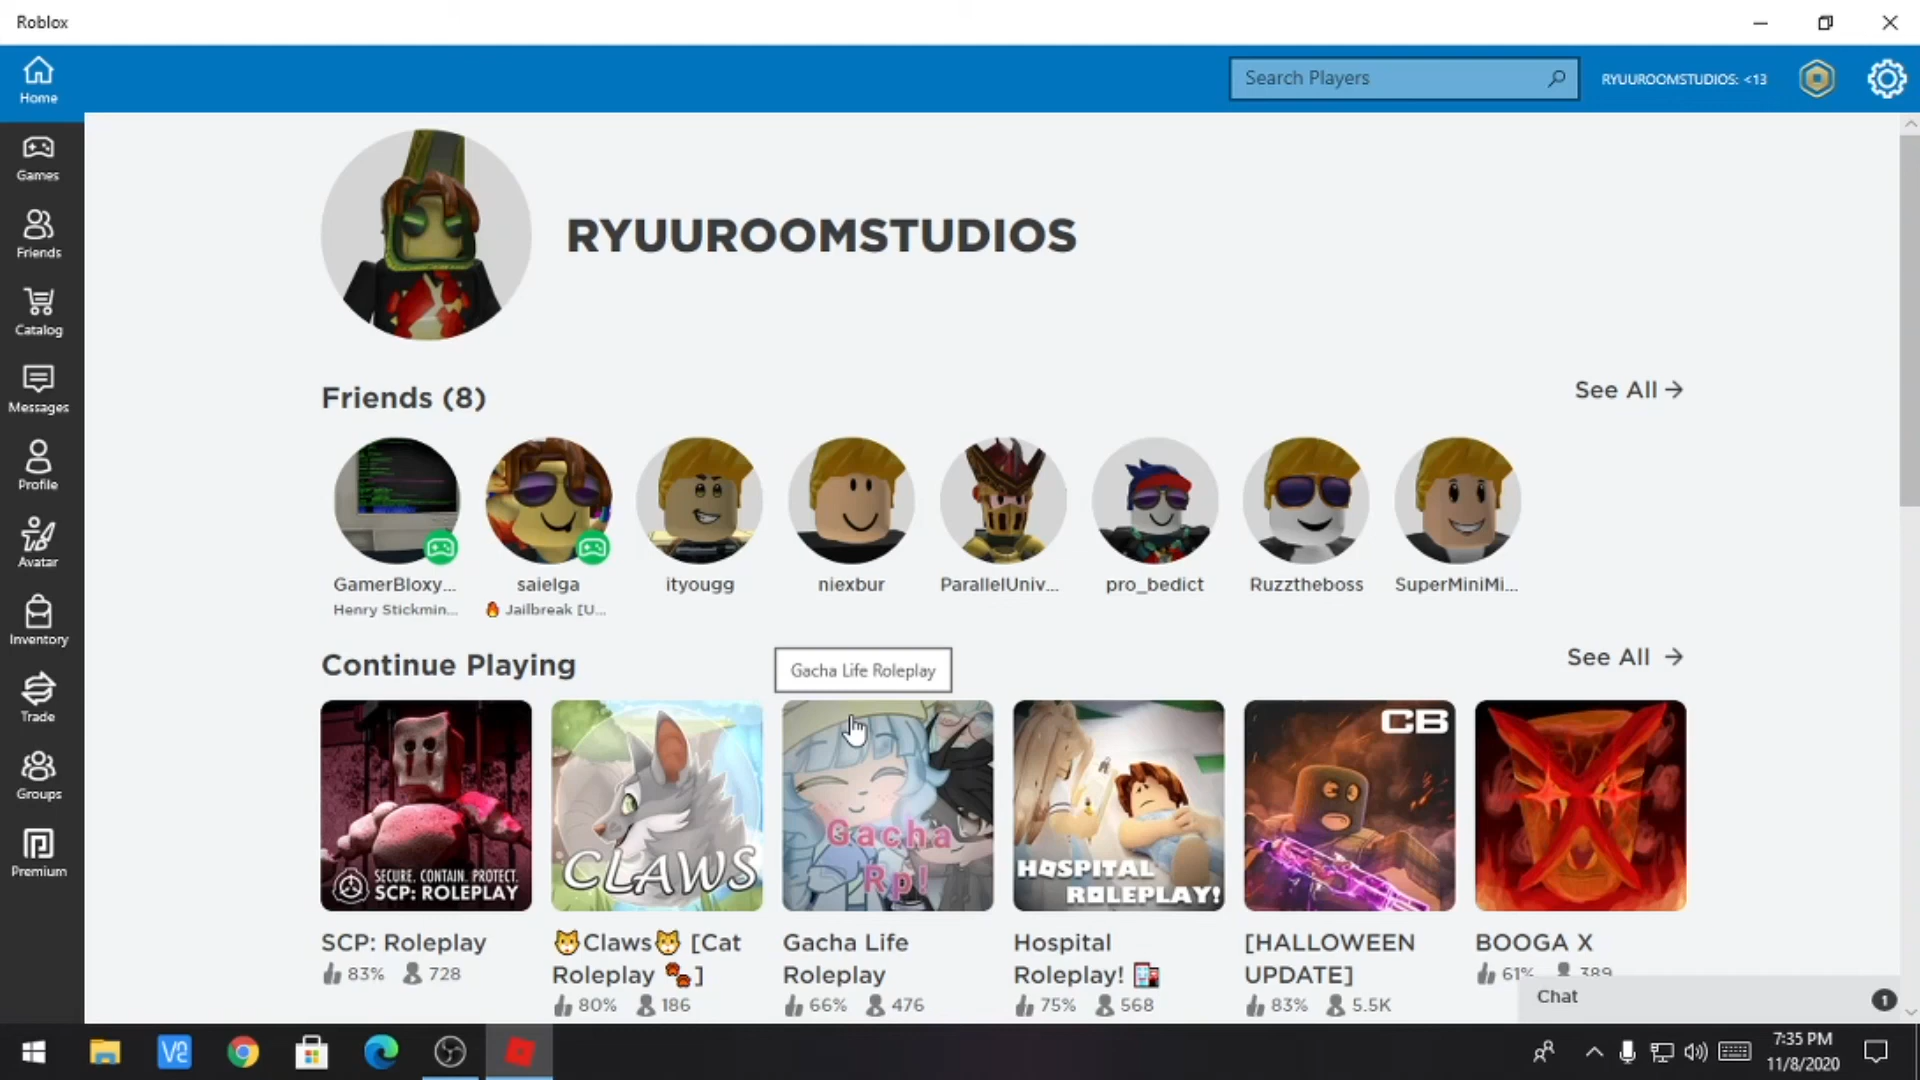 Roblox
Home
Search Players
RYUUROOMSTUDIOS: <13
Games
Friends
Catalog
Messages
Profile
Avatar
Inventory
Trade
Groups
Premium
RYUUROOMSTUDIOS
Friends (8)
See All
GamerBloxy...
Henry Stickmin...
saielga
🔥 Jailbreak [U...
ityougg
niexbur
ParallelUniv...
pro_bedict
Ruzztheboss
SuperMiniMi...
Continue Playing
Gacha Life Roleplay
See All
SECURE. CONTAIN. PROTECT.
SCP: ROLEPLAY
CLAWS
Gacha
Rp!
HOSPITAL
ROLEPLAY!
CB
SCP: Roleplay
83% 728
🐱Claws🐱 [Cat
Roleplay 🐾]
80% 186
Gacha Life
Roleplay
66% 476
Hospital
Roleplay! 🏥
75% 568
[HALLOWEEN
UPDATE]
83% 5.5K
BOOGA X
61% 389
Chat
1
7:35 PM
11/8/2020